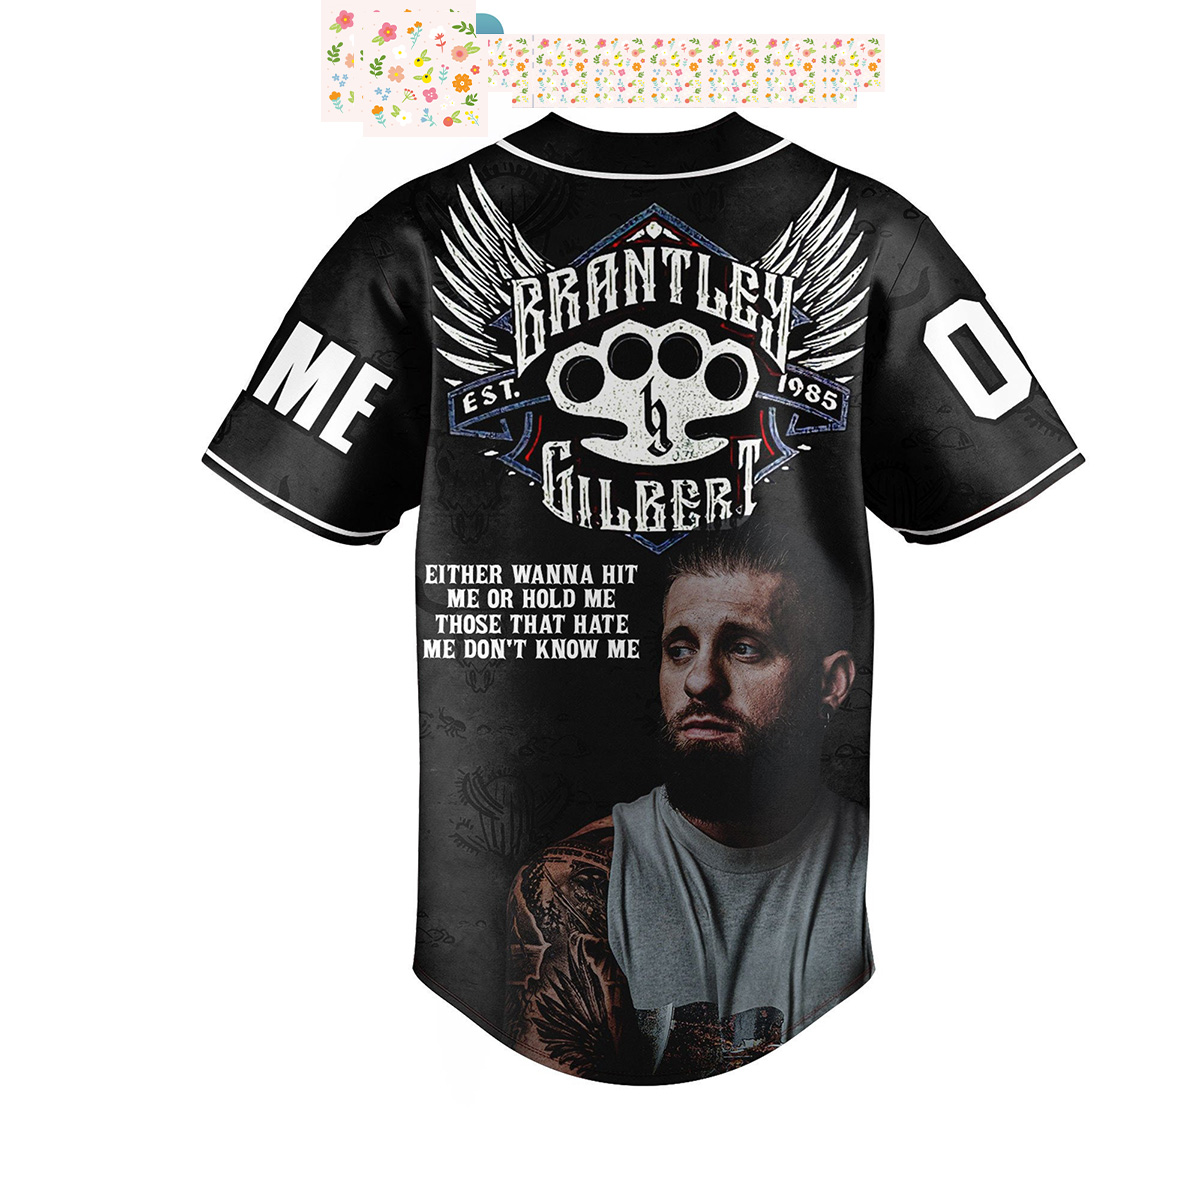 BRANTLEY
EST. 1985
GILBERT
ME
0
EITHER WANNA HIT
ME OR HOLD ME
THOSE THAT HATE
ME DON'T KNOW ME